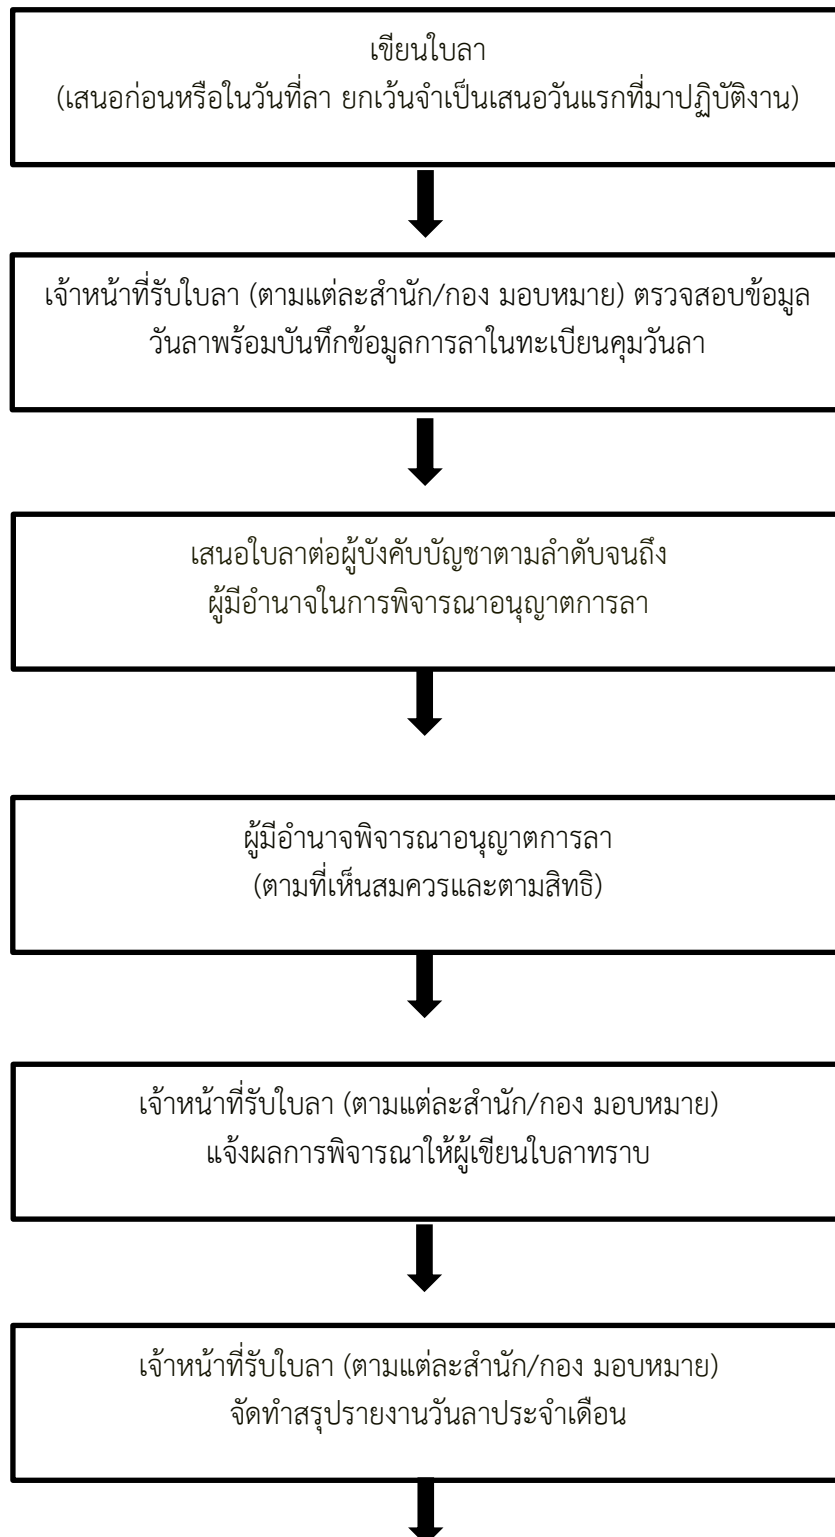 เขียนใบลา
(เสนอก่อนหรือในวันที่ลา ยกเว้นจำเป็นเสนอวันแรกที่มาปฏิบัติงาน)
เจ้าหน้าที่รับใบลา (ตามแต่ละสำนัก/กอง มอบหมาย) ตรวจสอบข้อมูล
วันลาพร้อมบันทึกข้อมูลการลาในทะเบียนคุมวันลา
เสนอใบลาต่อผู้บังคับบัญชาตามลำดับจนถึง
ผู้มีอำนาจในการพิจารณาอนุญาตการลา
ผู้มีอำนาจพิจารณาอนุญาตการลา
(ตามที่เห็นสมควรและตามสิทธิ)
เจ้าหน้าที่รับใบลา (ตามแต่ละสำนัก/กอง มอบหมาย)
แจ้งผลการพิจารณาให้ผู้เขียนใบลาทราบ
เจ้าหน้าที่รับใบลา (ตามแต่ละสำนัก/กอง มอบหมาย)
จัดทำสรุปรายงานวันลาประจำเดือน